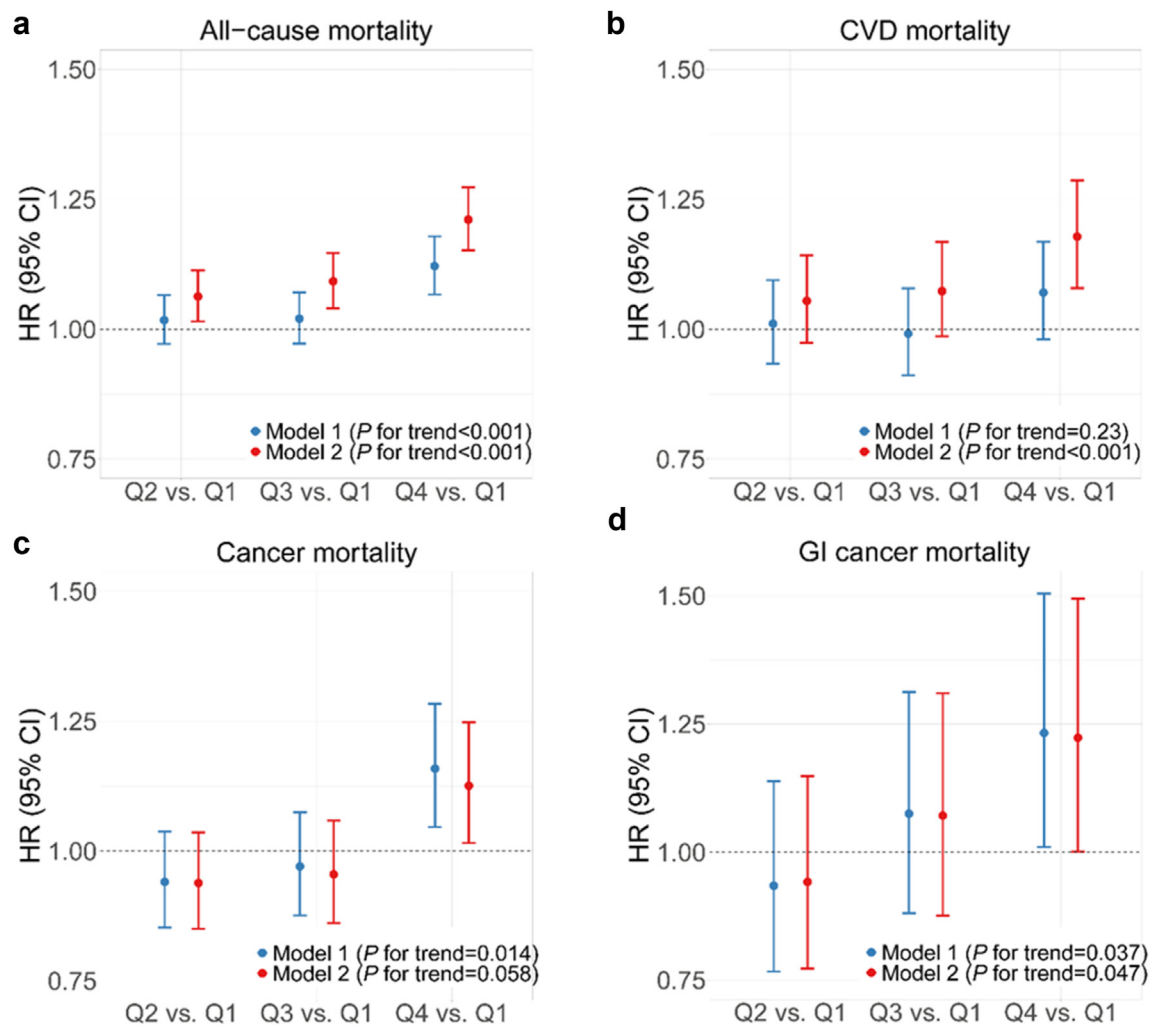 a
All−cause mortality
1.50
1.25
1.00
0.75
HR (95% CI)
Model 1 (P for trend<0.001)
Model 2 (P for trend<0.001)
Q2 vs. Q1
Q3 vs. Q1
Q4 vs. Q1
b
CVD mortality
1.50
1.25
1.00
0.75
HR (95% CI)
Model 1 (P for trend=0.23)
Model 2 (P for trend<0.001)
Q2 vs. Q1
Q3 vs. Q1
Q4 vs. Q1
c
Cancer mortality
1.50
1.25
1.00
0.75
HR (95% CI)
Model 1 (P for trend=0.014)
Model 2 (P for trend=0.058)
Q2 vs. Q1
Q3 vs. Q1
Q4 vs. Q1
d
GI cancer mortality
1.50
1.25
1.00
0.75
HR (95% CI)
Model 1 (P for trend=0.037)
Model 2 (P for trend=0.047)
Q2 vs. Q1
Q3 vs. Q1
Q4 vs. Q1